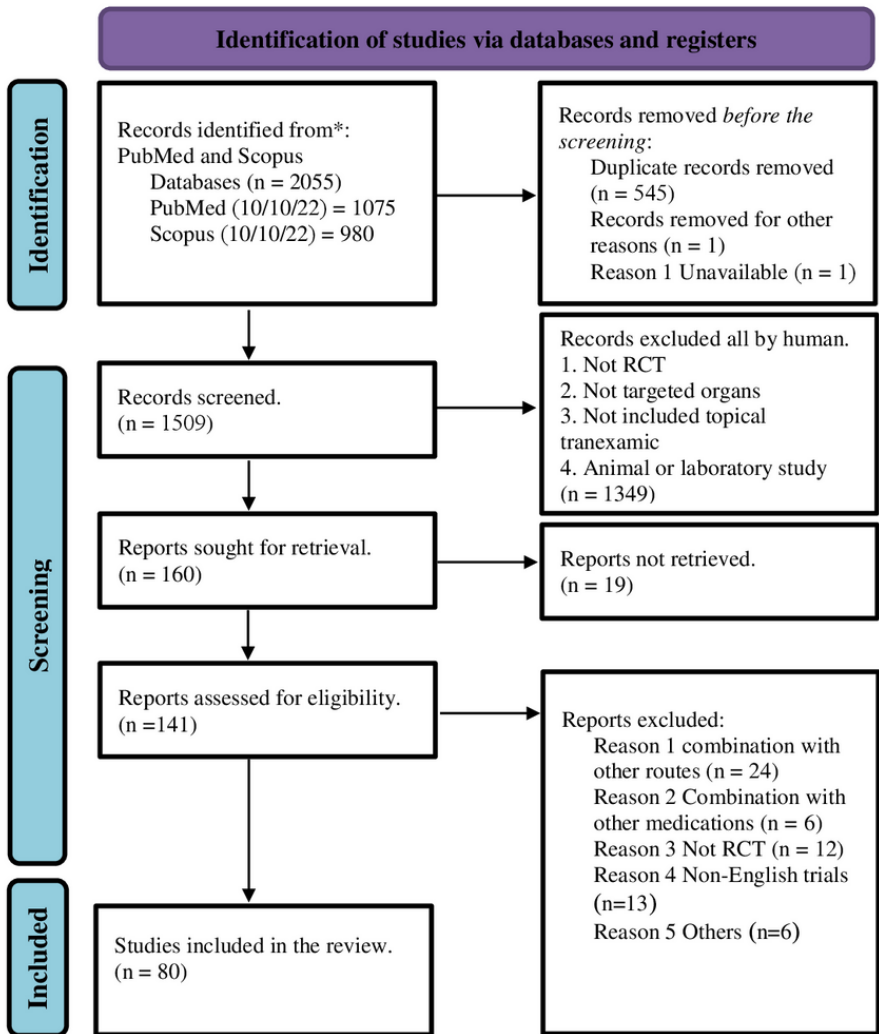 Identification of studies via databases and registers
Identification
Records identified from*:
PubMed and Scopus
Databases (n = 2055)
PubMed (10/10/22) = 1075
Scopus (10/10/22) = 980
Records removed before the
screening:
Duplicate records removed
(n = 545)
Records removed for other
reasons (n = 1)
Reason 1 Unavailable (n = 1)
Screening
Records screened.
(n = 1509)
Records excluded all by human.
1. Not RCT
2. Not targeted organs
3. Not included topical
tranexamic
4. Animal or laboratory study
(n = 1349)
Reports sought for retrieval.
(n = 160)
Reports not retrieved.
(n = 19)
Reports assessed for eligibility.
(n =141)
Reports excluded:
Reason 1 combination with
other routes (n = 24)
Reason 2 Combination with
other medications (n = 6)
Reason 3 Not RCT (n = 12)
Reason 4 Non-English trials
(n=13)
Reason 5 Others (n=6)
Included
Studies included in the review.
(n = 80)